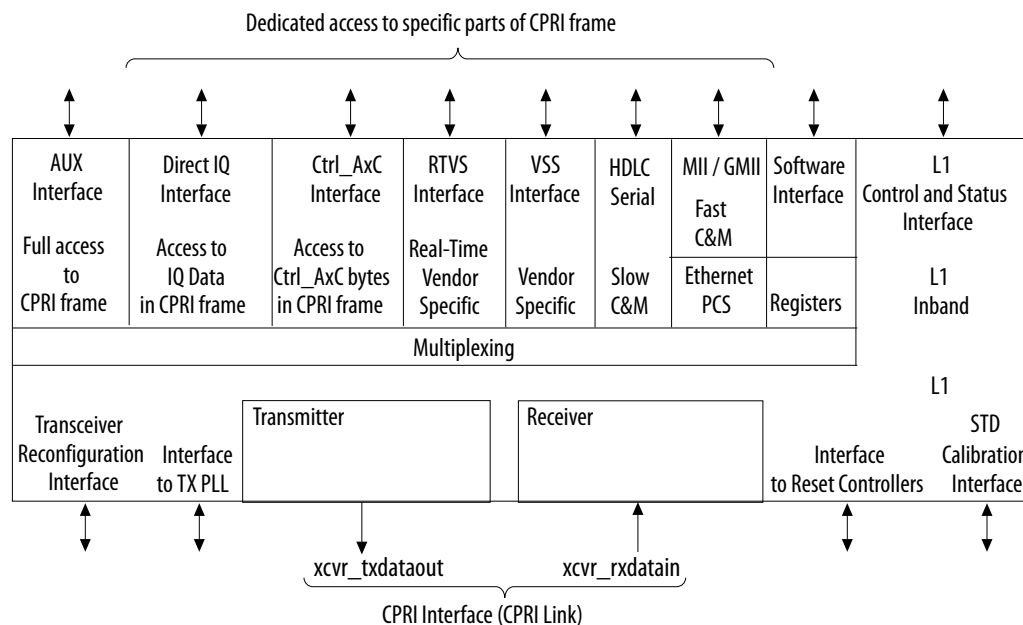 Dedicated access to specific parts of CPRI frame
AUX
Interface
Full access
to
CPRI frame
Direct IQ
Interface
Access to
IQ Data
in CPRI frame
Ctrl_AxC
Interface
Access to
Ctrl_AxC bytes
in CPRI frame
RTVS
Interface
Real-Time
Vendor
Specific
VSS
Interface
Vendor
Specific
HDLC
Serial
Slow
C&M
MII / GMII
Fast
C&M
Ethernet
PCS
Software
Interface
Registers
L1
Control and Status
Interface
L1
Inband
Multiplexing
L1
Transceiver
Reconfiguration
Interface
Interface
to TX PLL
Transmitter
Receiver
Interface
to Reset Controllers
STD
Calibration
Interface
xcvr_txdataout
xcvr_rxdatain
CPRI Interface (CPRI Link)